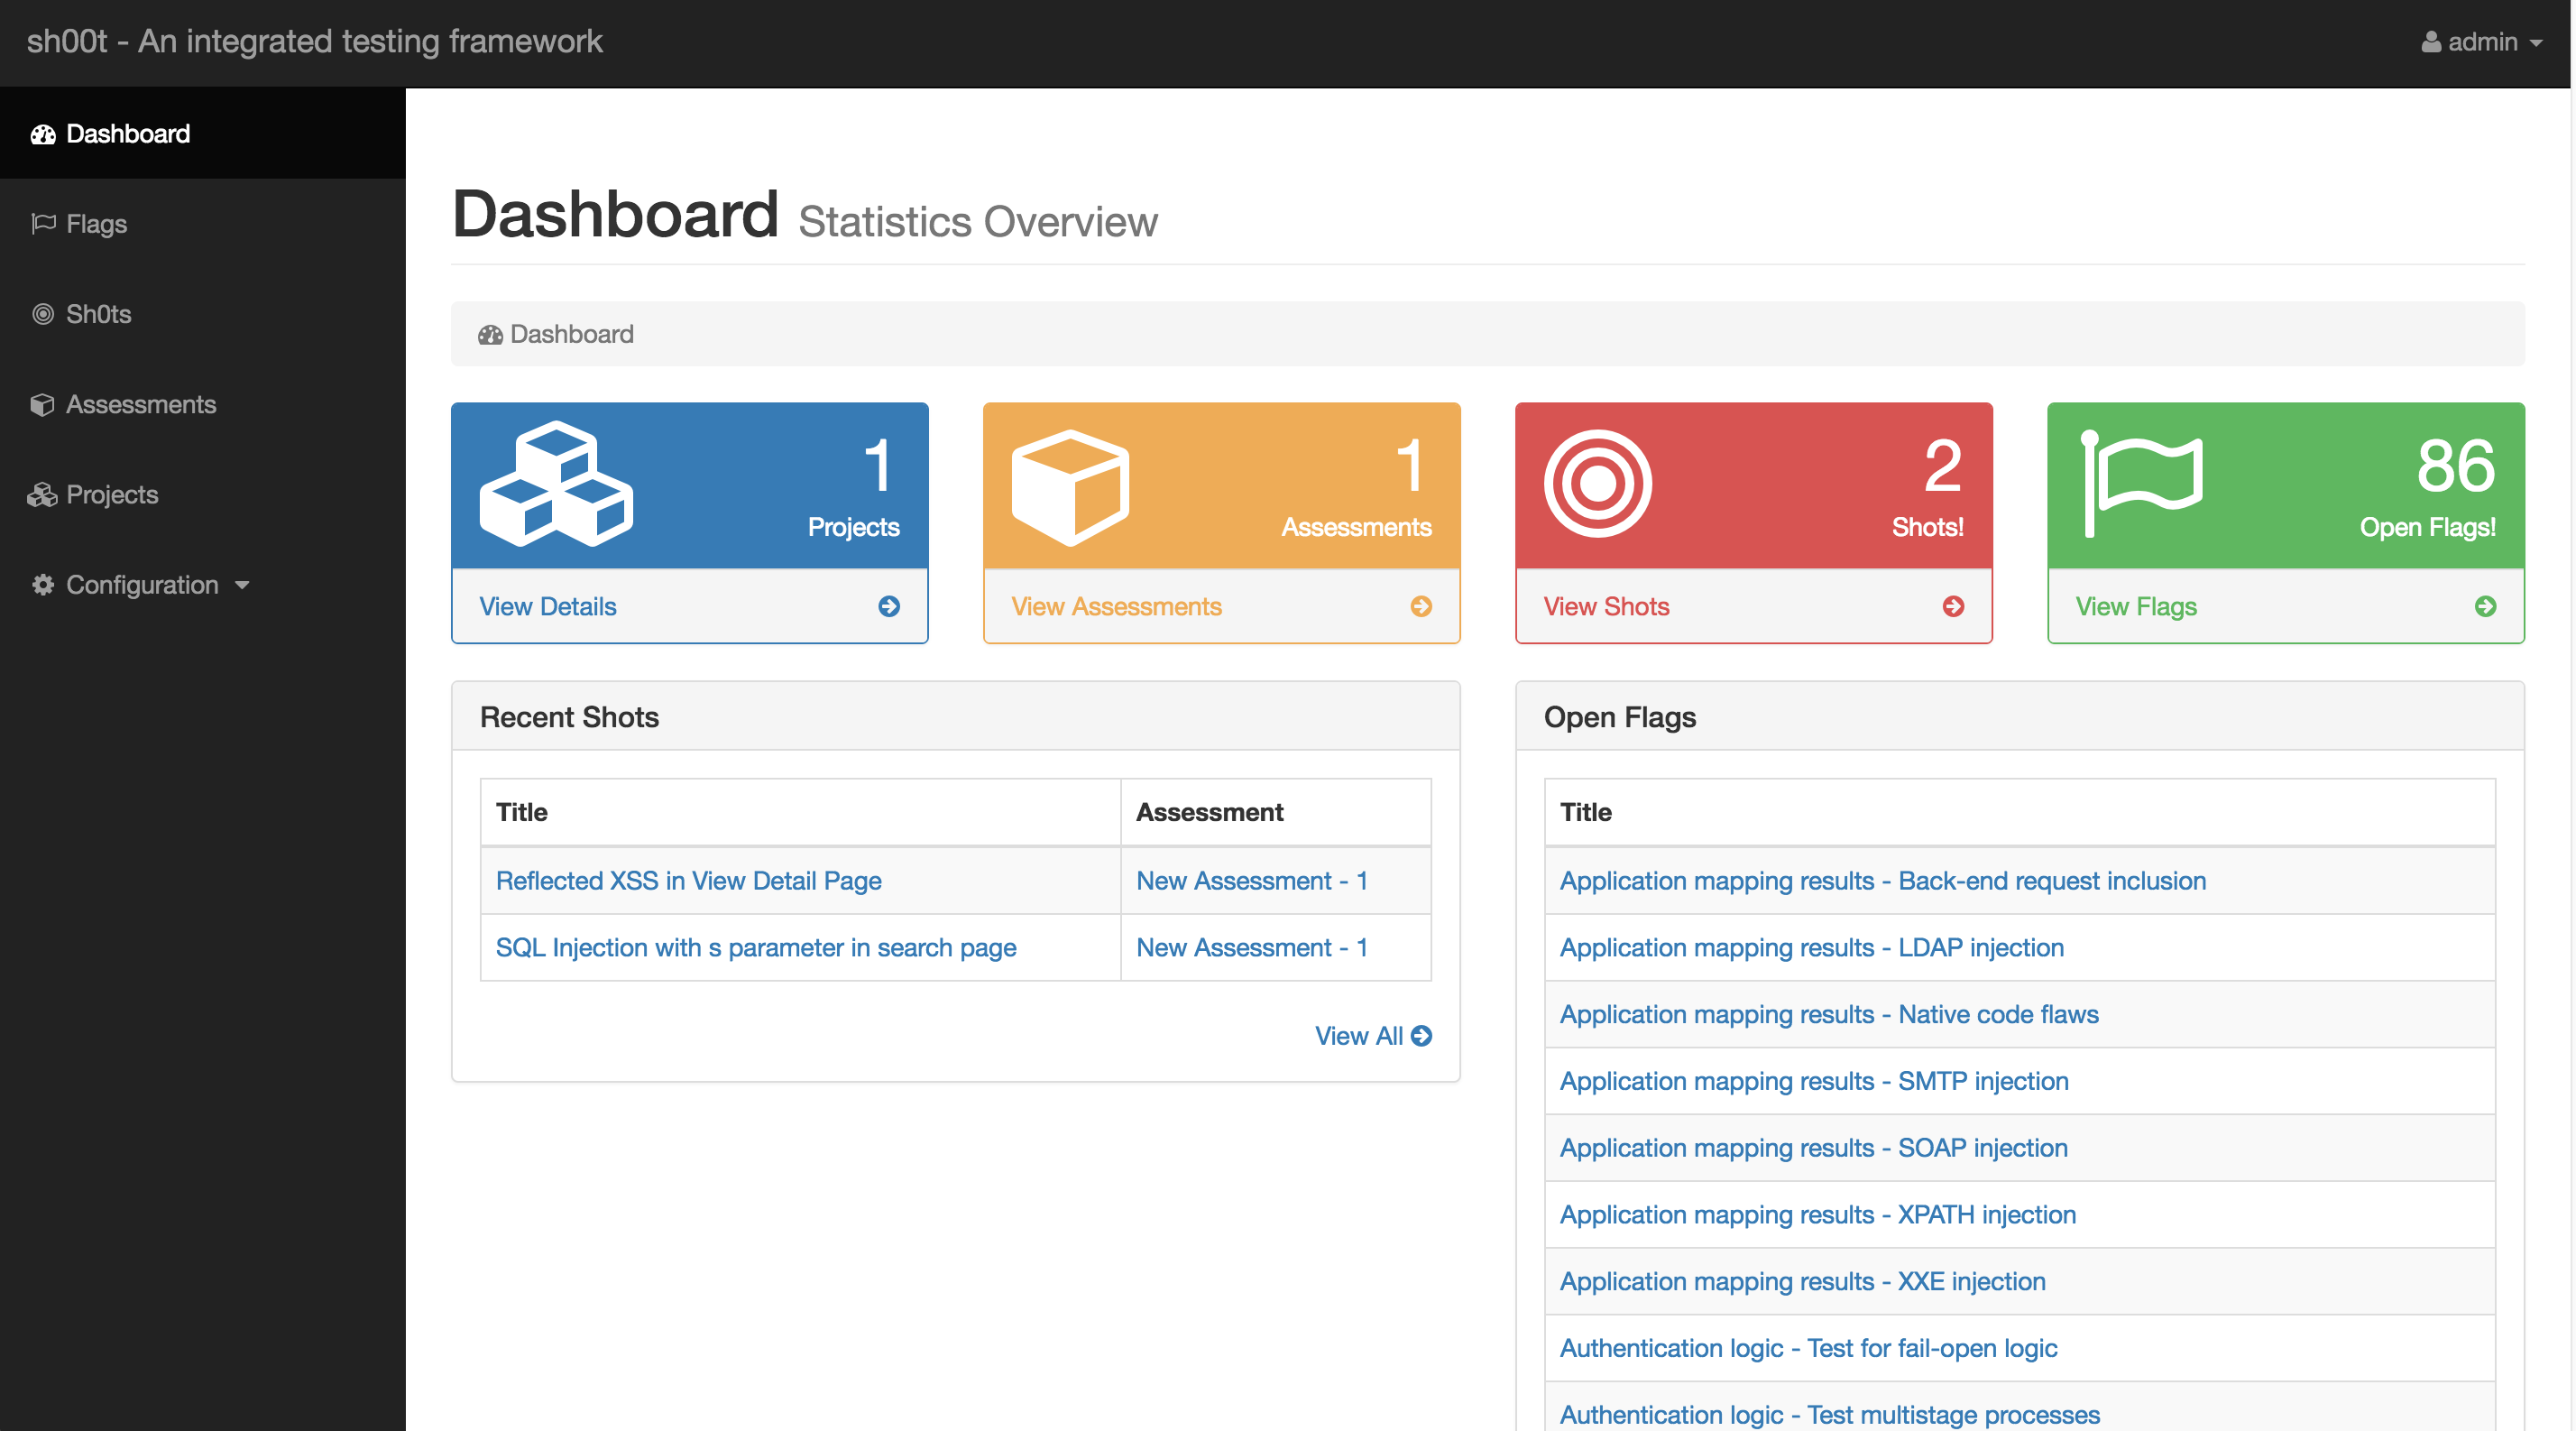 sh00t - An integrated testing framework
admin
Dashboard
Flags
Sh0ts
Assessments
Projects
Configuration
Dashboard Statistics Overview
Dashboard
1
Projects
View Details
1
Assessments
View Assessments
2
Shots!
View Shots
86
Open Flags!
View Flags
Recent Shots
Title Assessment
Reflected XSS in View Detail Page New Assessment - 1
SQL Injection with s parameter in search page New Assessment - 1
View All
Open Flags
Title
Application mapping results - Back-end request inclusion
Application mapping results - LDAP injection
Application mapping results - Native code flaws
Application mapping results - SMTP injection
Application mapping results - SOAP injection
Application mapping results - XPATH injection
Application mapping results - XXE injection
Authentication logic - Test for fail-open logic
Authentication logic - Test multistage processes